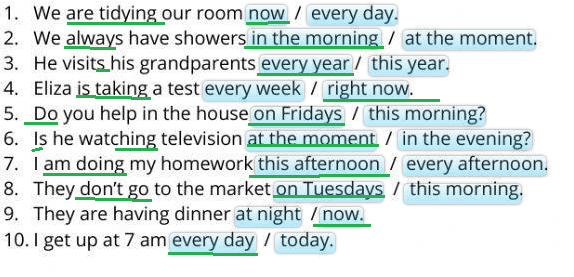 1. We are tidying our room now / every day.
2. We always have showers in the morning / at the moment.
3. He visits his grandparents every year / this year.
4. Eliza is taking a test every week / right now.
5. Do you help in the house on Fridays / this morning?
6. Is he watching television at the moment / in the evening?
7. I am doing my homework this afternoon / every afternoon.
8. They don't go to the market on Tuesdays / this morning.
9. They are having dinner at night / now.
10. I get up at 7 am every day / today.